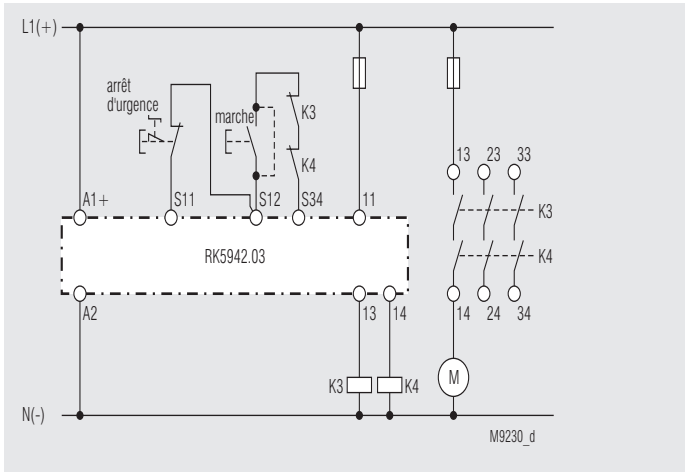 L1(+)
arrêt
d'urgence
marche
K3
K4
13 23 33
A1+ S11 S12 S34 11
K3
RK5942.03
K4
A2 13 14 14 24 34
K3 K4 M
N(-)
M9230_d